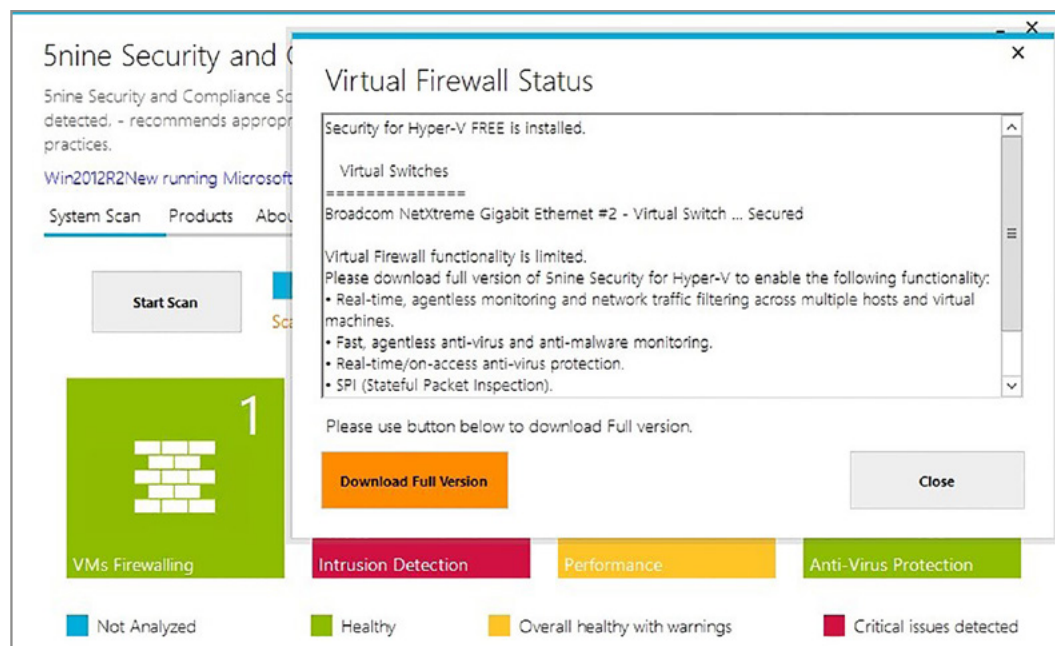 5nine Security and
Virtual Firewall Status
5nine Security and Compliance
detected. - recommends
practices.
Win2012R2New running Microsoft
System Scan Products
Start Scan
Security for Hyper-V FREE is installed.
Virtual Switches
==============
Broadcom NetXtreme Gigabit Ethernet #2 - Virtual Switch ... Secured
Virtual Firewall functionality is limited.
Please download full version of 5nine Security for Hyper-V to enable the following functionality:
• Real-time, agentless monitoring and network traffic filtering across multiple hosts and virtual
machines.
• Fast, agentless anti-virus and anti-malware monitoring.
• Real-time/on-access anti-virus protection.
• SPI (Stateful Packet Inspection).
Please use button below to download Full version.
Download Full Version
Close
1
VMs Firewalling
Intrusion Detection
Performance
Anti-Virus Protection
Not Analyzed
Healthy
Overall healthy with warnings
Critical issues detected